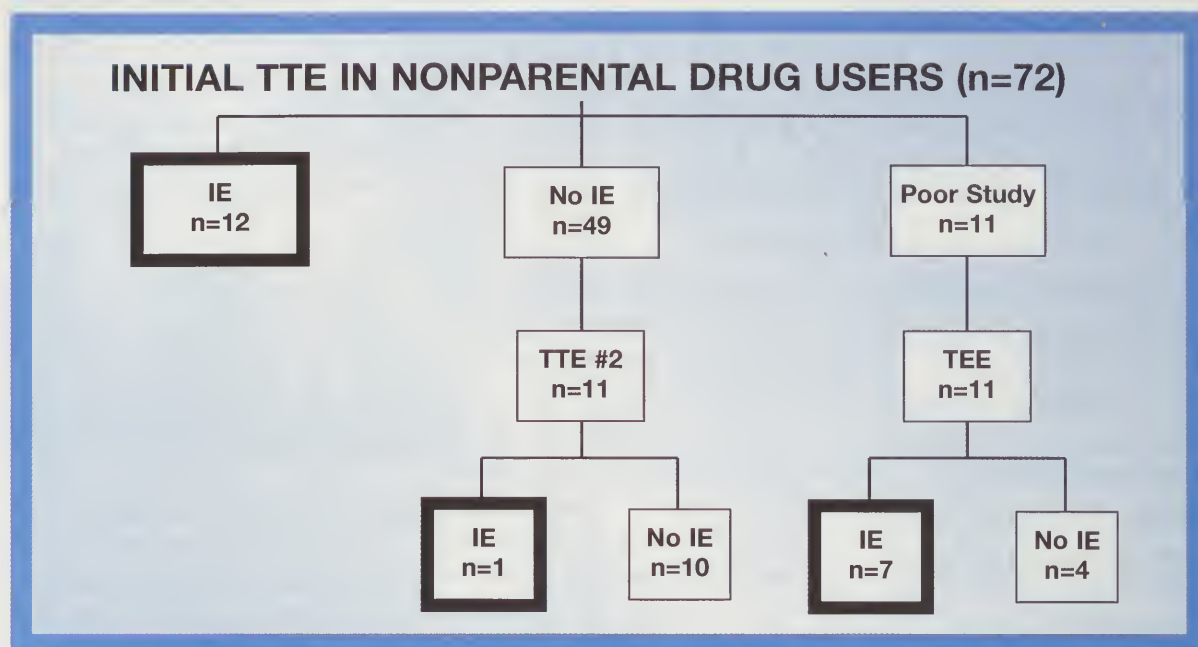 INITIAL TTE IN NONPARENTAL DRUG USERS (n=72)
IE
n=12
No IE
n=49
Poor Study
n=11
TTE #2
n=11
TEE
n=11
IE
n=1
No IE
n=10
IE
n=7
No IE
n=4